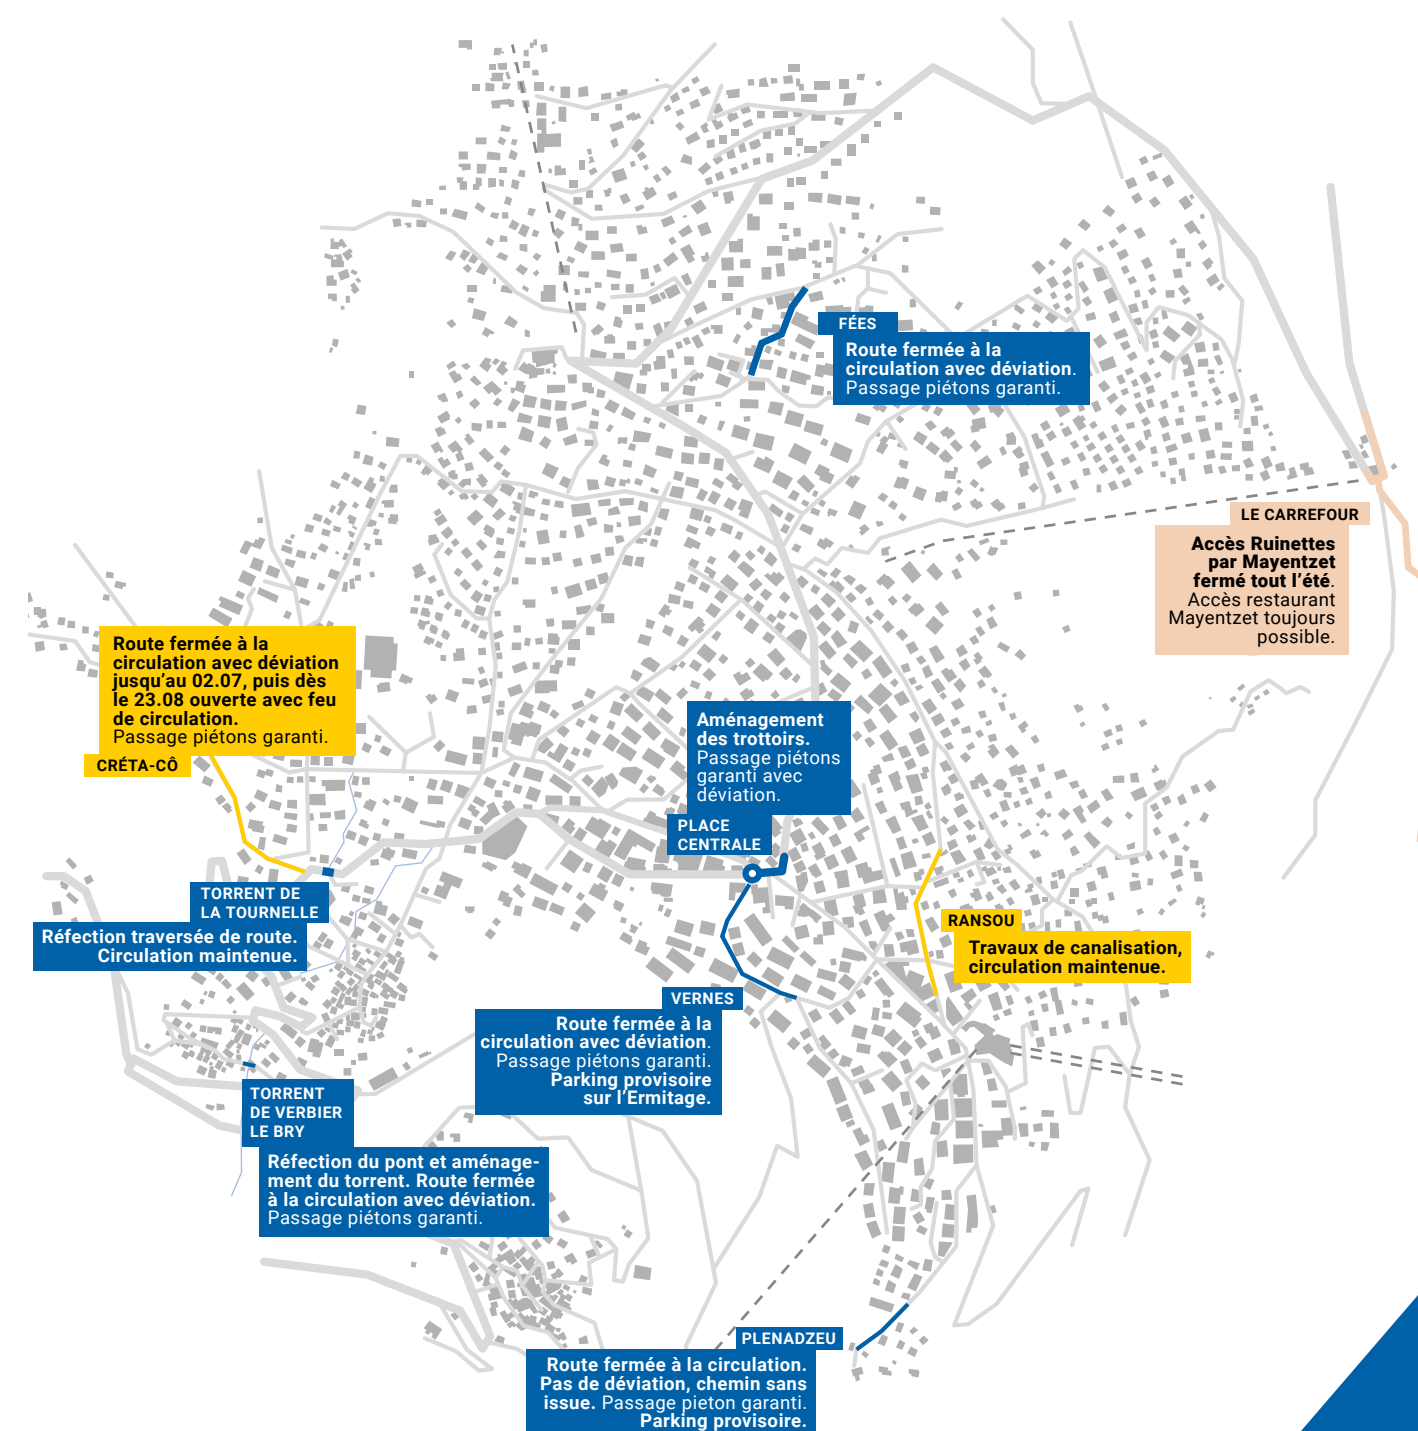 FÉES
Route fermée à la
circulation avec déviation.
Passage piétons garanti.
LE CARREFOUR
Accès Ruinettes
par Mayentzet
fermé tout l’été.
Accès restaurant
Mayentzet toujours
possible.
Route fermée à la
circulation avec déviation
jusqu’au 02.07, puis dès
le 23.08 ouverte avec feu
de circulation.
Passage piétons garanti.
CRÉTA-CÔ
Aménagement
des trottoirs.
Passage piétons
garanti avec
déviation.
PLACE
CENTRALE
TORRENT DE
LA TOURNELLE
Réfection traversée de route.
Circulation maintenue.
RANSOU
Travaux de canalisation,
circulation maintenue.
VERNES
Route fermée à la
circulation avec déviation.
Passage piétons garanti.
Parking provisoire
sur l’Ermitage.
TORRENT
DE VERBIER
LE BRY
Réfection du pont et aménage-
ment du torrent. Route fermée
à la circulation avec déviation.
Passage piétons garanti.
PLENADZEU
Route fermée à la circulation.
Pas de déviation, chemin sans
issue. Passage pieton garanti.
Parking provisoire.